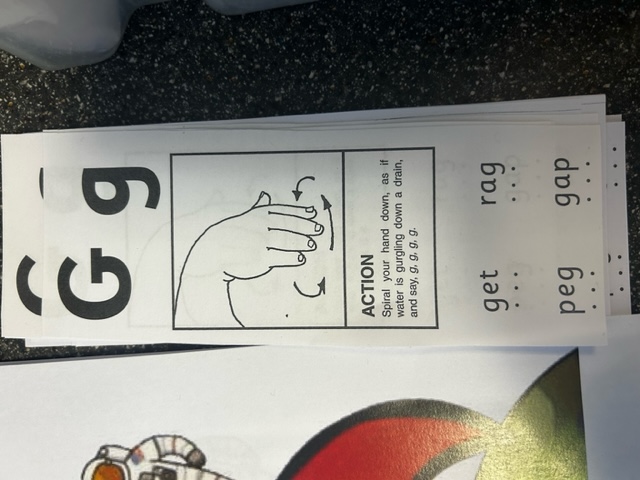 G g
ACTION
Spiral your hand down, as if
water is gurgling down a drain,
and say, g, g, g, g.
get rag
peg gap